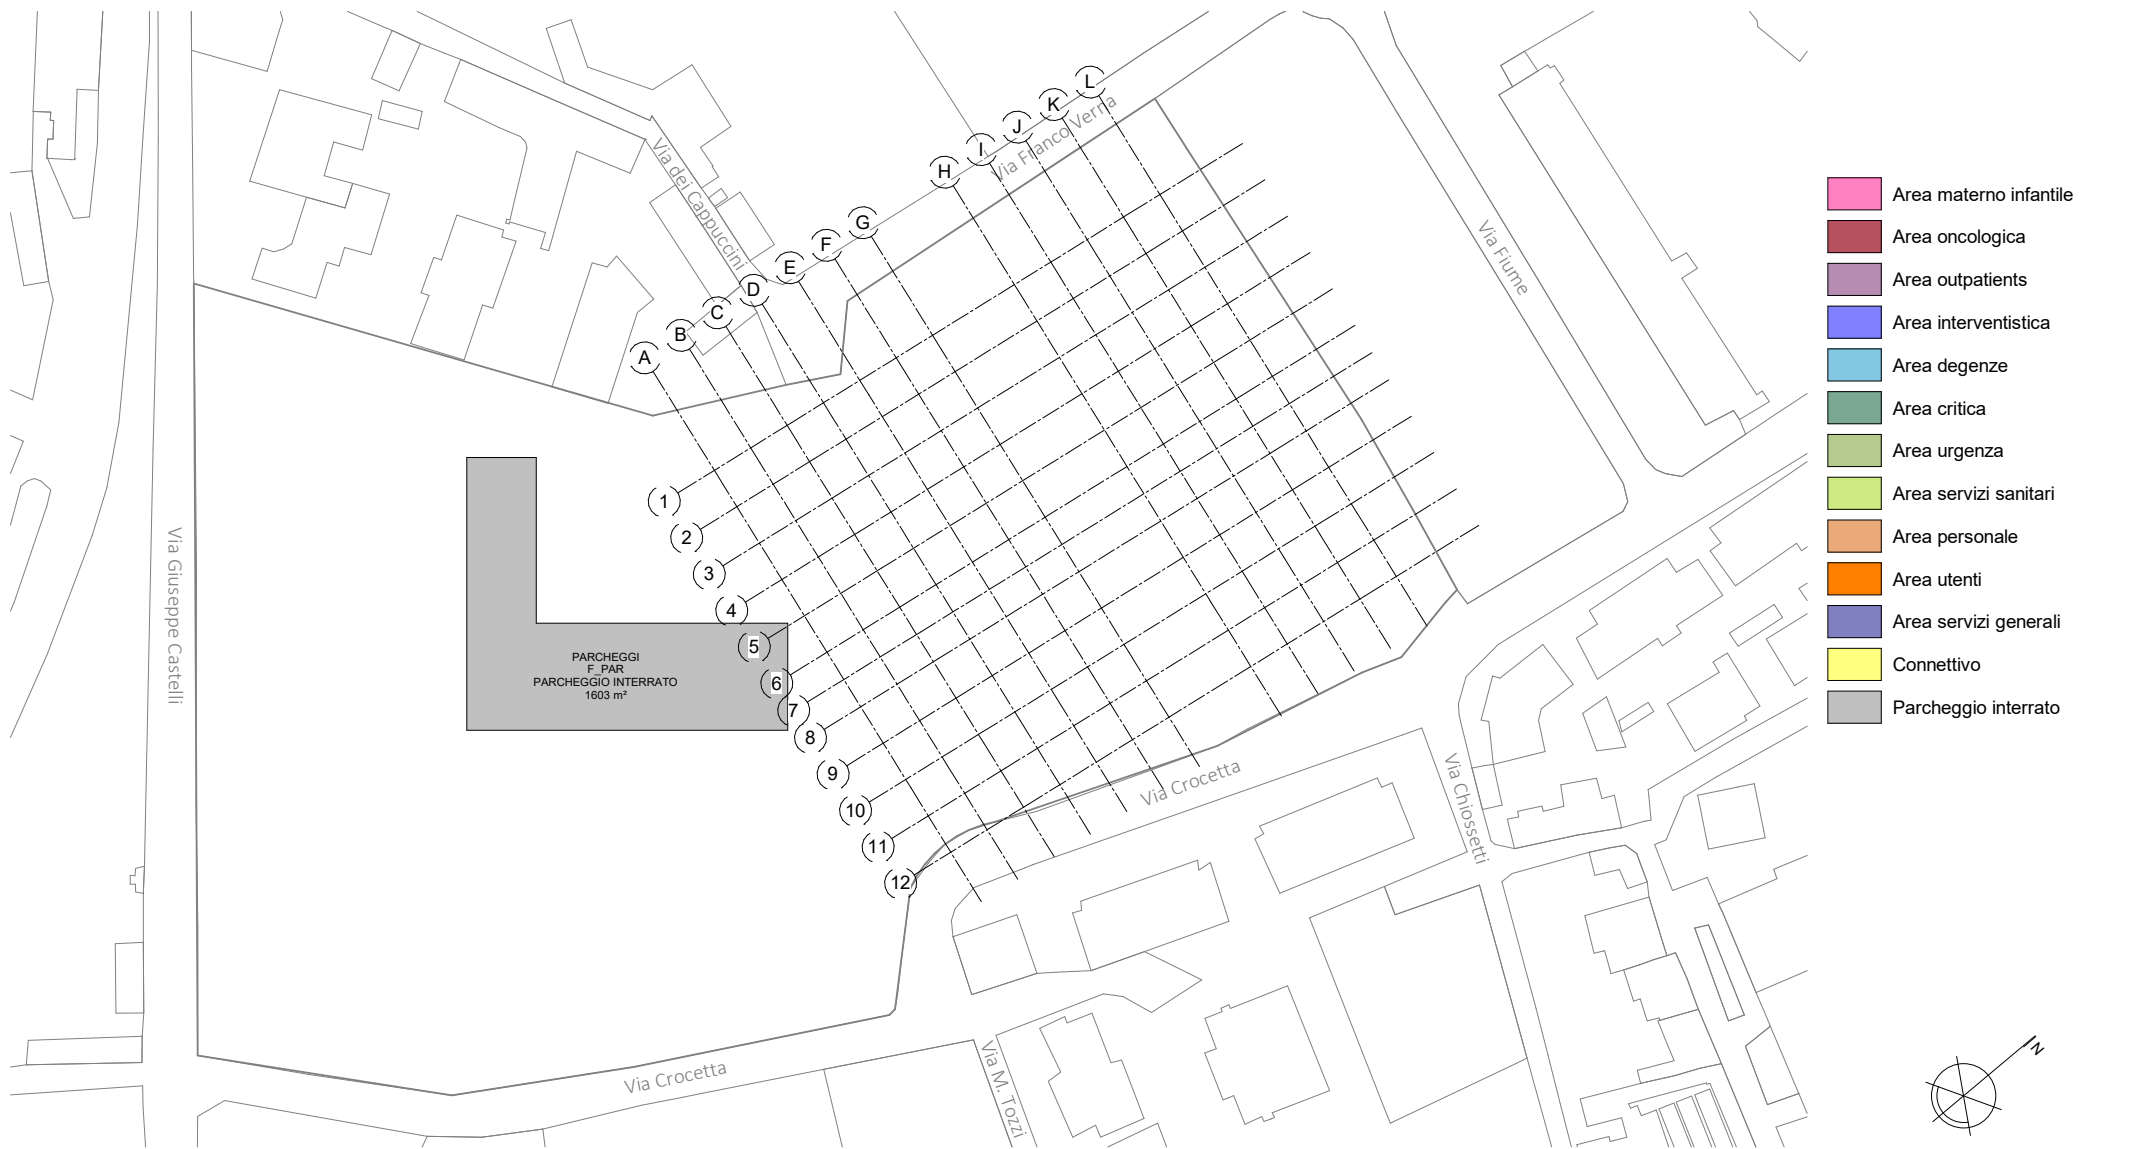 L
K
J
I
H
G
F
E
D
C
B
A
Via Franco Verna
Via dei Cappuccini
Via Fiume
Via Giuseppe Castelli
1
2
3
4
5
6
7
8
9
10
11
12
PARCHEGGI
F_PAR
PARCHEGGIO INTERRATO
1603 m²
Via Crocetta
Via Chiossetti
Via Crocetta
Via M. Tozzi
Area materno infantile
Area oncologica
Area outpatients
Area interventistica
Area degenze
Area critica
Area urgenza
Area servizi sanitari
Area personale
Area utenti
Area servizi generali
Connettivo
Parcheggio interrato
N